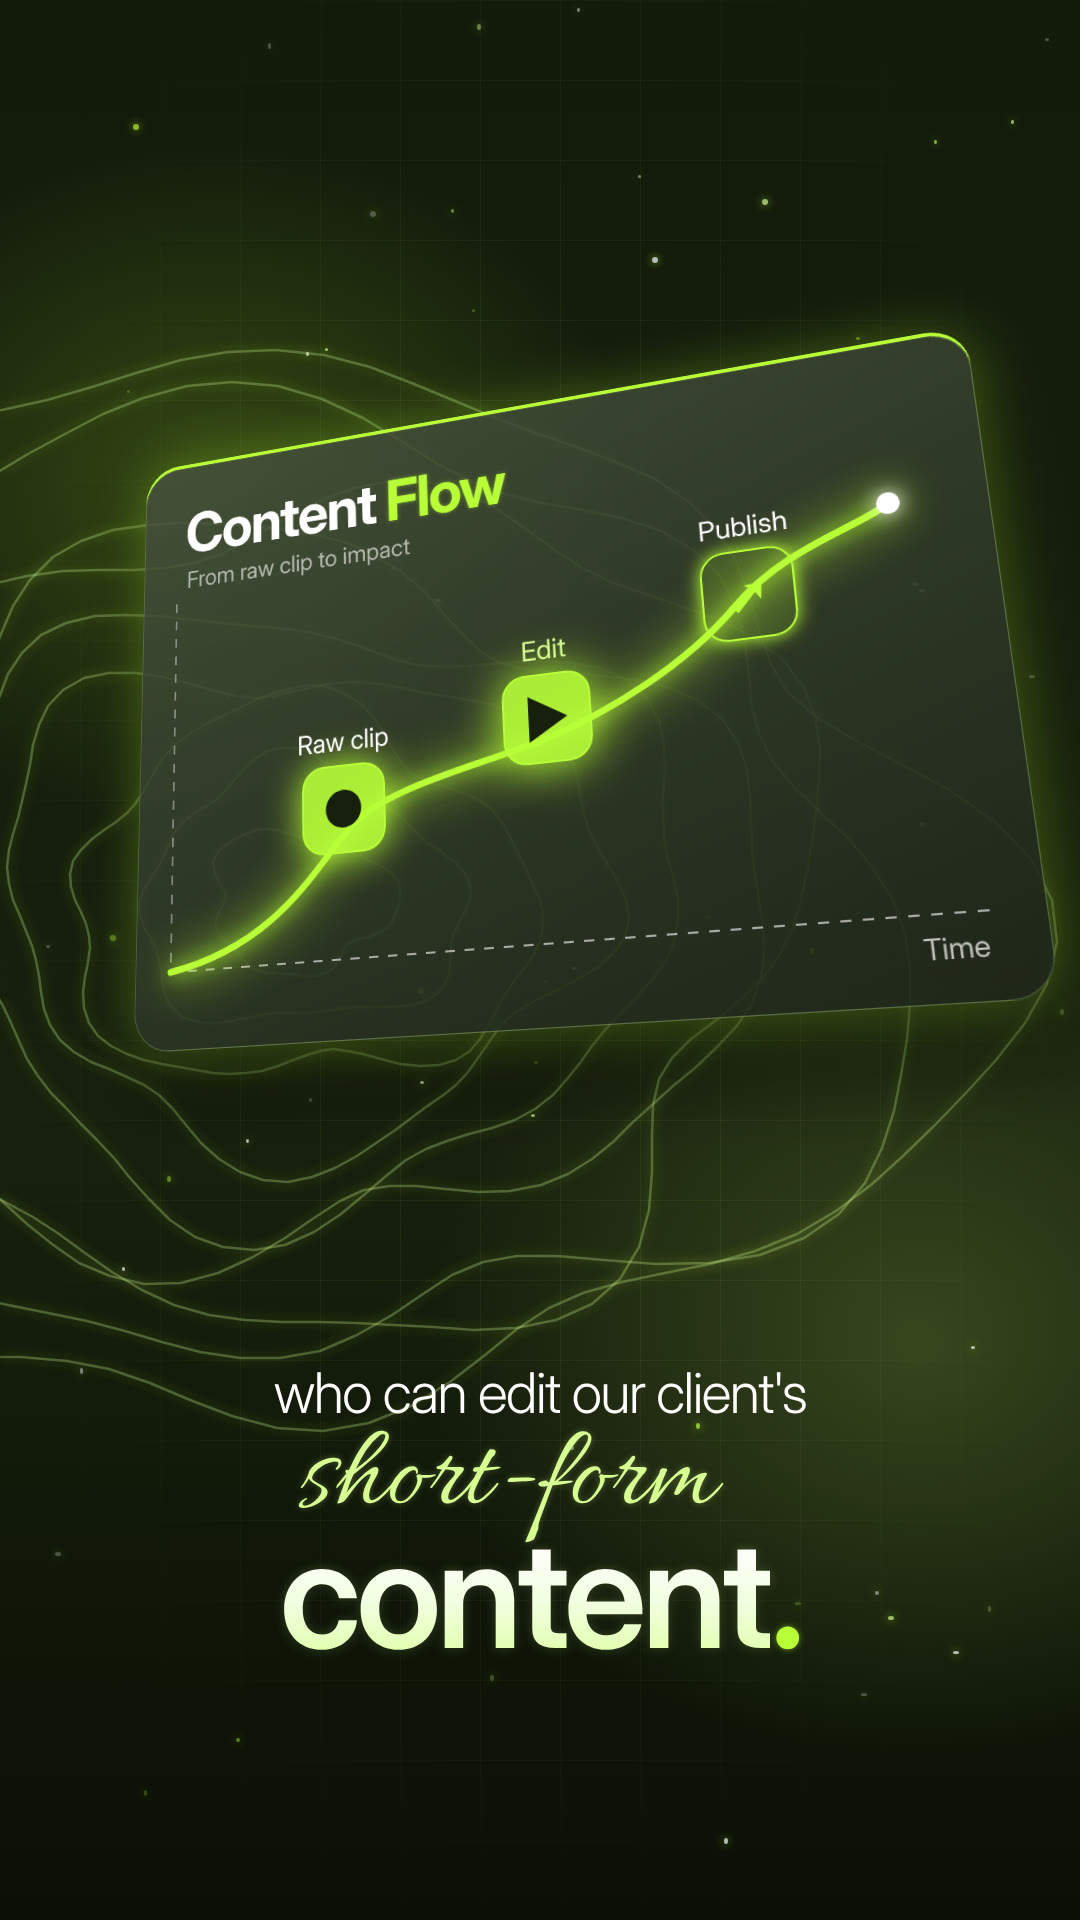 Content Flow
From raw clip to impact
Publish
Edit
Raw clip
Time
who can edit our client's
short-form
content.